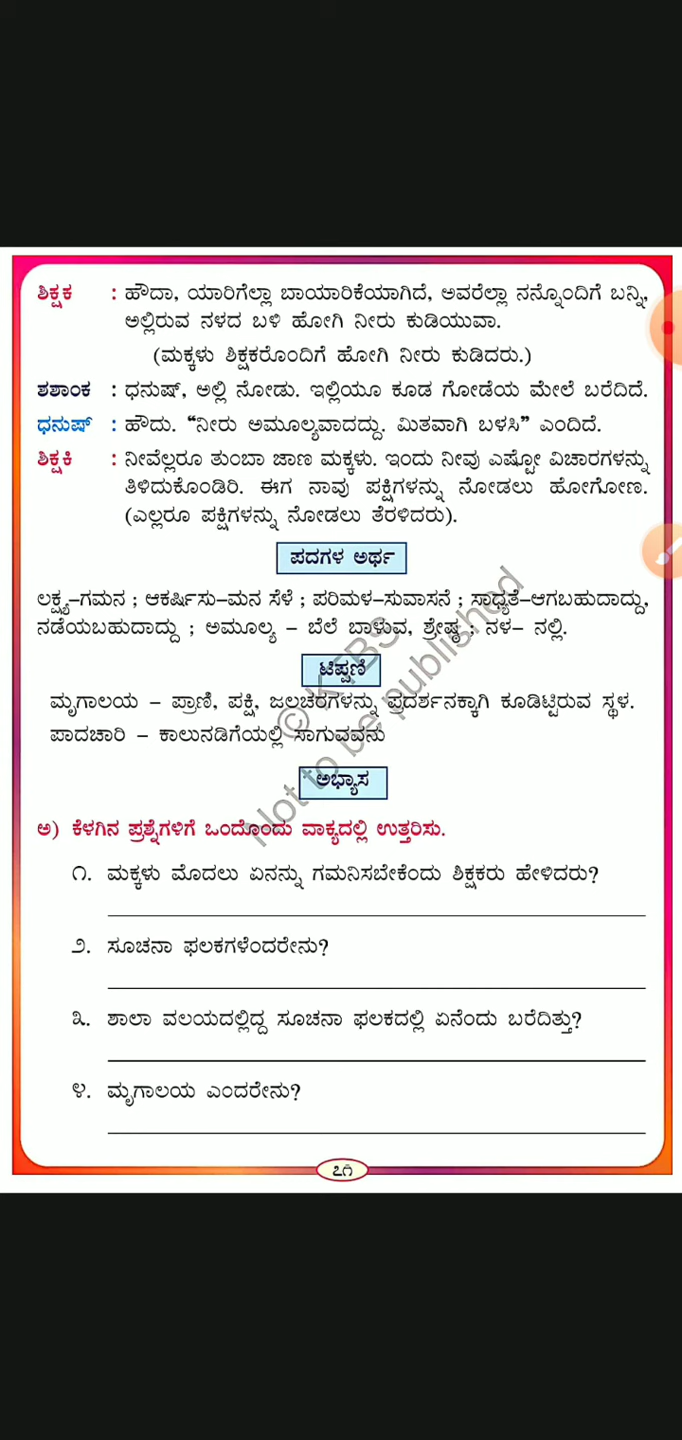 ಶಿಕ್ಷಕ : ಹೌದಾ, ಯಾರಿಗೆಲ್ಲಾ ಬಾಯಾರಿಕೆಯಾಗಿದೆ, ಅವರೆಲ್ಲಾ ನನ್ನೊಂದಿಗೆ ಬನ್ನಿ,
ಅಲ್ಲಿರುವ ನಳದ ಬಳಿ ಹೋಗಿ ನೀರು ಕುಡಿಯುವಾ.
(ಮಕ್ಕಳು ಶಿಕ್ಷಕರೊಂದಿಗೆ ಹೋಗಿ ನೀರು ಕುಡಿದರು.)
ಶಶಾಂಕ : ಧನುಷ್, ಅಲ್ಲಿ ನೋಡು. ಇಲ್ಲಿಯೂ ಕೂಡ ಗೋಡೆಯ ಮೇಲೆ ಬರೆದಿದೆ.
ಧನುಷ್ : ಹೌದು. “ನೀರು ಅಮೂಲ್ಯವಾದದ್ದು. ಮಿತವಾಗಿ ಬಳಸಿ” ಎಂದಿದೆ.
ಶಿಕ್ಷಕಿ : ನೀವೆಲ್ಲರೂ ತುಂಬಾ ಜಾಣ ಮಕ್ಕಳು. ಇಂದು ನೀವು ಎಷ್ಟೋ ವಿಚಾರಗಳನ್ನು
ತಿಳಿದುಕೊಂಡಿರಿ. ಈಗ ನಾವು ಪಕ್ಷಿಗಳನ್ನು ನೋಡಲು ಹೋಗೋಣ.
(ಎಲ್ಲರೂ ಪಕ್ಷಿಗಳನ್ನು ನೋಡಲು ತೆರಳಿದರು).
ಪದಗಳ ಅರ್ಥ
ಲಕ್ಷ್ಯ–ಗಮನ ; ಆಕರ್ಷಿಸು–ಮನ ಸೆಳೆ ; ಪರಿಮಳ–ಸುವಾಸನೆ ; ಸಾಧ್ಯತೆ–ಆಗಬಹುದಾದ್ದು,
ನಡೆಯಬಹುದಾದ್ದು ; ಅಮೂಲ್ಯ – ಬೆಲೆ ಬಾಳುವ, ಶ್ರೇಷ್ಠ ; ನಳ– ನಲ್ಲಿ.
ಟಿಪ್ಪಣಿ
ಮೃಗಾಲಯ – ಪ್ರಾಣಿ, ಪಕ್ಷಿ, ಜಲಚರಗಳನ್ನು ಪ್ರದರ್ಶನಕ್ಕಾಗಿ ಕೂಡಿಟ್ಟಿರುವ ಸ್ಥಳ.
ಪಾದಚಾರಿ – ಕಾಲುನಡಿಗೆಯಲ್ಲಿ ಸಾಗುವವನು
© KTBS
Not to be published
ಅಭ್ಯಾಸ
ಅ) ಕೆಳಗಿನ ಪ್ರಶ್ನೆಗಳಿಗೆ ಒಂದೊಂದು ವಾಕ್ಯದಲ್ಲಿ ಉತ್ತರಿಸು.
೧. ಮಕ್ಕಳು ಮೊದಲು ಏನನ್ನು ಗಮನಿಸಬೇಕೆಂದು ಶಿಕ್ಷಕರು ಹೇಳಿದರು?
೨. ಸೂಚನಾ ಫಲಕಗಳೆಂದರೇನು?
೩. ಶಾಲಾ ವಲಯದಲ್ಲಿದ್ದ ಸೂಚನಾ ಫಲಕದಲ್ಲಿ ಏನೆಂದು ಬರೆದಿತ್ತು?
೪. ಮೃಗಾಲಯ ಎಂದರೇನು?
೭೧